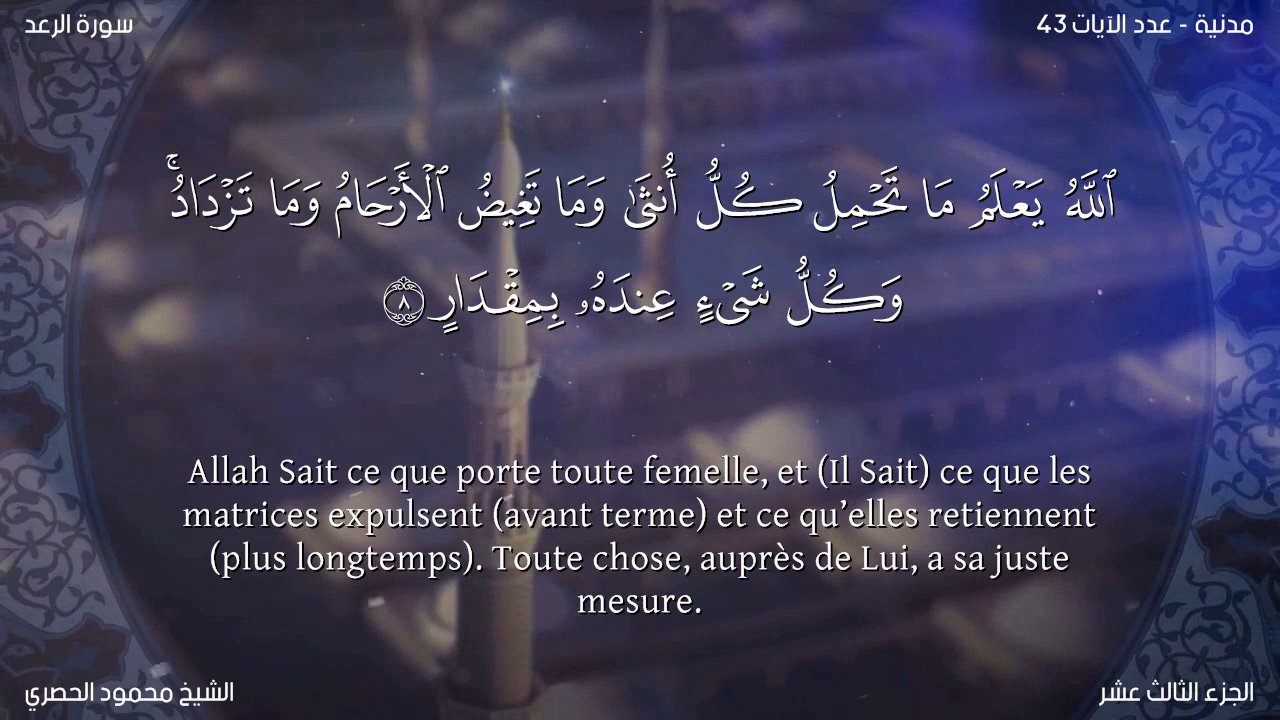 مدنية - عدد الآيات 43
سورة الرعد
ٱللَّهُ يَعۡلَمُ مَا تَحۡمِلُ كُلُّ أُنثَىٰ وَمَا تَغِيضُ ٱلۡأَرۡحَامُ وَمَا تَزۡدَادُۚ
وَكُلُّ شَيۡءٍ عِندَهُۥ بِمِقۡدَارٍ ٨
Allah Sait ce que porte toute femelle, et (Il Sait) ce que les
matrices expulsent (avant terme) et ce qu’elles retiennent
(plus longtemps). Toute chose, auprès de Lui, a sa juste
mesure.
الجزء الثالث عشر
الشيخ محمود الحصري